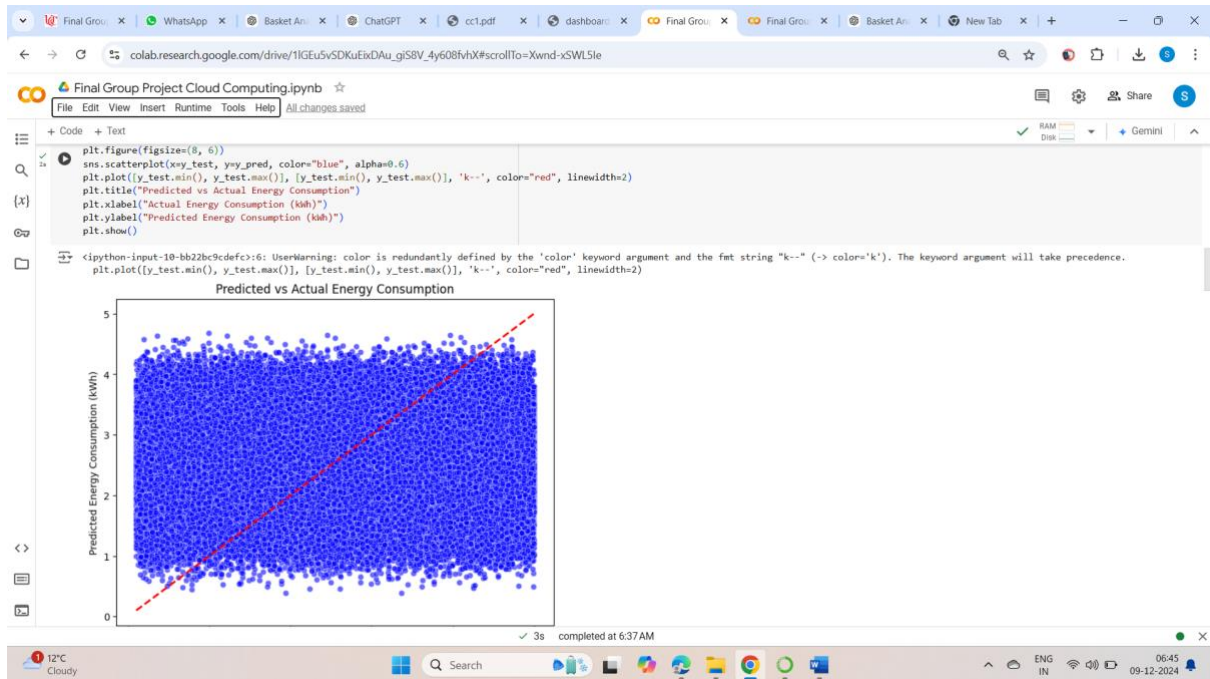 Final Grou
WhatsApp
Basket Ana
ChatGPT
cc1.pdf
dashboard
Final Grou
Final Grou
Basket An
New Tab
colab.research.google.com/drive/1lGEu5vSDKuEixDAu_giS8V_4y608fvhX#scrollTo=Xwnd-xSWL5Ie
CO
Final Group Project Cloud Computing.ipynb
File Edit View Insert Runtime Tools Help All changes saved
Share
S
+ Code + Text
RAM
Disk
Gemini
2s
plt.figure(figsize=(8, 6))
sns.scatterplot(x=y_test, y=y_pred, color="blue", alpha=0.6)
plt.plot([y_test.min(), y_test.max()], [y_test.min(), y_test.max()], 'k--', color="red", linewidth=2)
plt.title("Predicted vs Actual Energy Consumption")
plt.xlabel("Actual Energy Consumption (kWh)")
plt.ylabel("Predicted Energy Consumption (kWh)")
plt.show()
<ipython-input-10-bb22bc9cdefc>:6: UserWarning: color is redundantly defined by the 'color' keyword argument and the fmt string "k--" (-> color='k'). The keyword argument will take precedence.
plt.plot([y_test.min(), y_test.max()], [y_test.min(), y_test.max()], 'k--', color="red", linewidth=2)
Predicted vs Actual Energy Consumption
Predicted Energy Consumption (kWh)
5
4
3
2
1
0
3s completed at 6:37 AM
1
12°C
Cloudy
Search
ENG
IN
06:45
09-12-2024